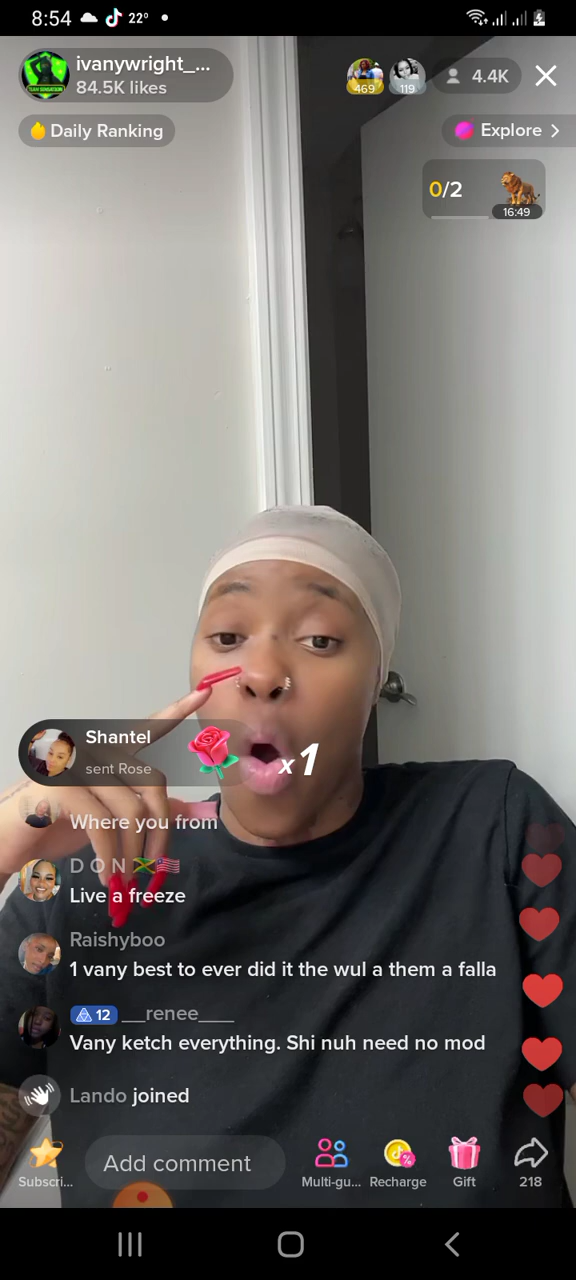 8:54 22°
ivanywright_...
84.5K likes
TEAM SENSATION
469
119
4.4K
Daily Ranking
Explore
0/2
16:49
Shantel
sent Rose
x1
Where you from
D O N 🇯🇲🇺🇸
Live a freeze
Raishyboo
1 vany best to ever did it the wul a them a falla
12 __renee___
Vany ketch everything. Shi nuh need no mod
Lando joined
Add comment
Subscri...
Multi-gu...
Recharge
Gift
218